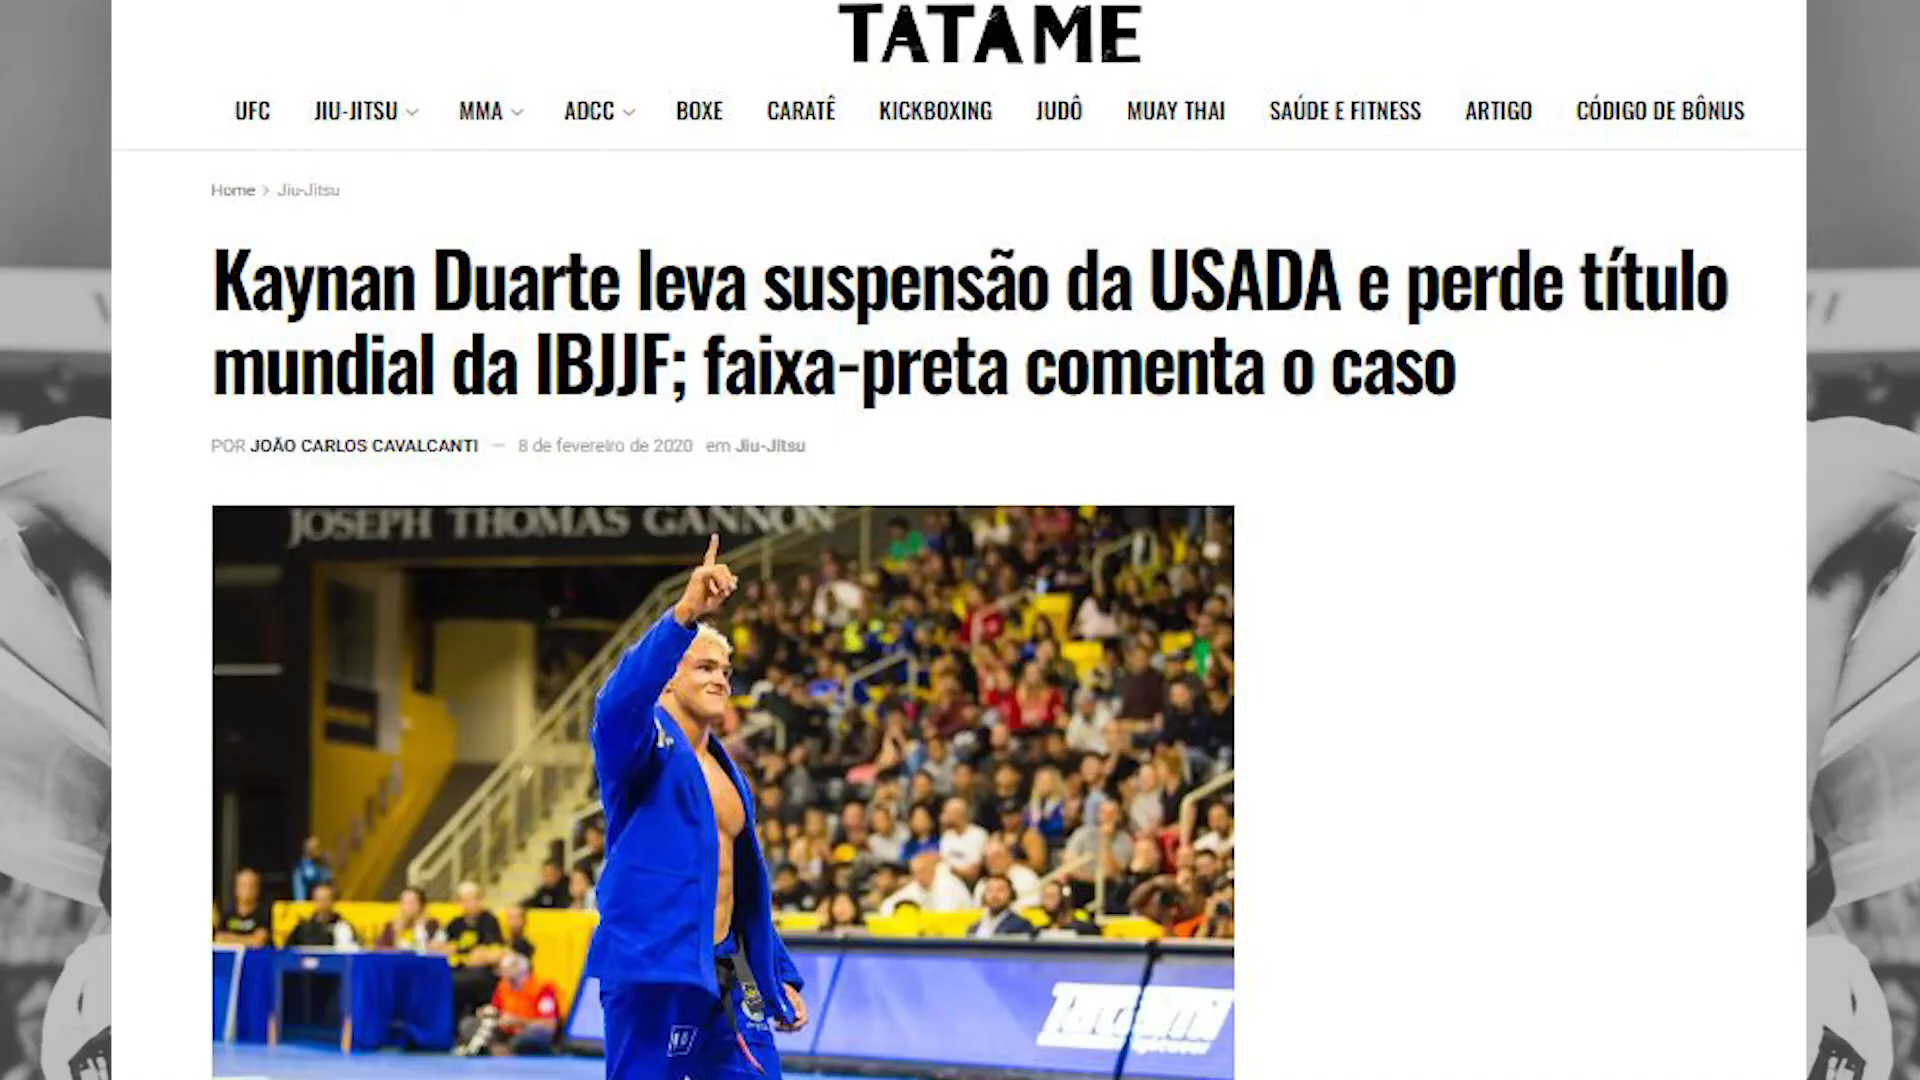 TATAME
UFC JIU-JITSU MMA ADCC BOXE CARATÊ KICKBOXING JUDÔ MUAY THAI SAÚDE E FITNESS ARTIGO CÓDIGO DE BÔNUS
Home > Jiu-Jitsu
Kaynan Duarte leva suspensão da USADA e perde título
mundial da IBJJF; faixa-preta comenta o caso
POR JOÃO CARLOS CAVALCANTI — 8 de fevereiro de 2020 em Jiu-Jitsu
JOSEPH THOMAS GANNON